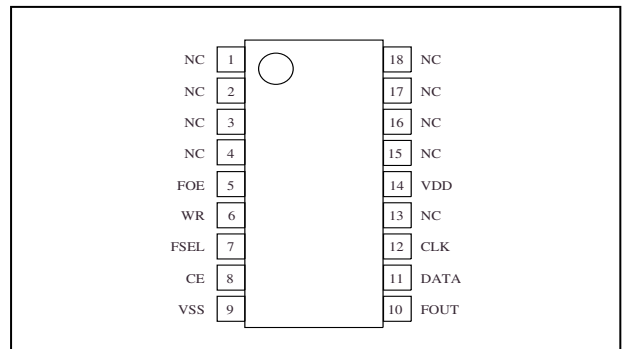 NC 1 18 NC
NC 2 17 NC
NC 3 16 NC
NC 4 15 NC
FOE 5 14 VDD
WR 6 13 NC
FSEL 7 12 CLK
CE 8 11 DATA
VSS 9 10 FOUT